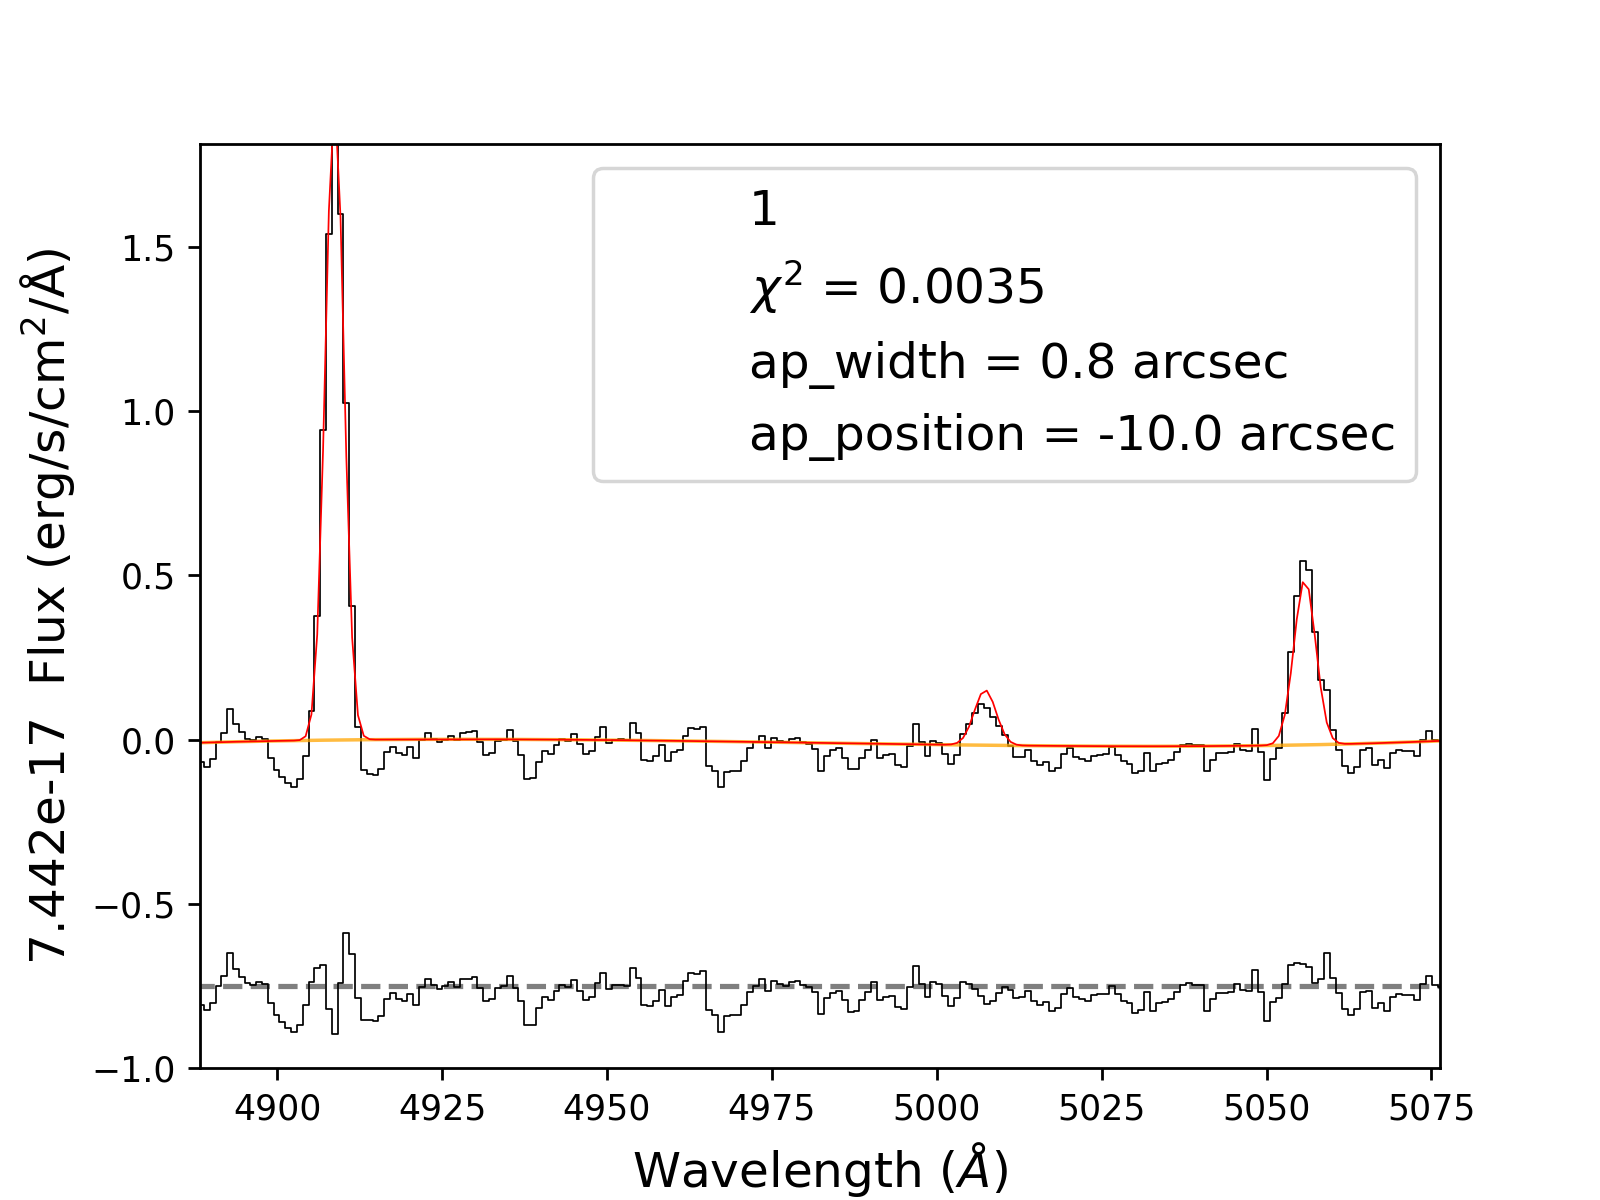 1
χ² = 0.0035
ap_width = 0.8 arcsec
ap_position = -10.0 arcsec
7.442e-17 Flux (erg/s/cm²/Å)
1.5
1.0
0.5
0.0
−0.5
−1.0
4900 4925 4950 4975 5000 5025 5050 5075
Wavelength (Å)